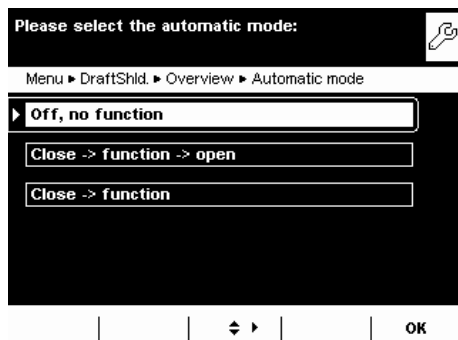 Please select the automatic mode:
Menu ▸ DraftShld. ▸ Overview ▸ Automatic mode
Off, no function
Close -> function -> open
Close -> function
OK